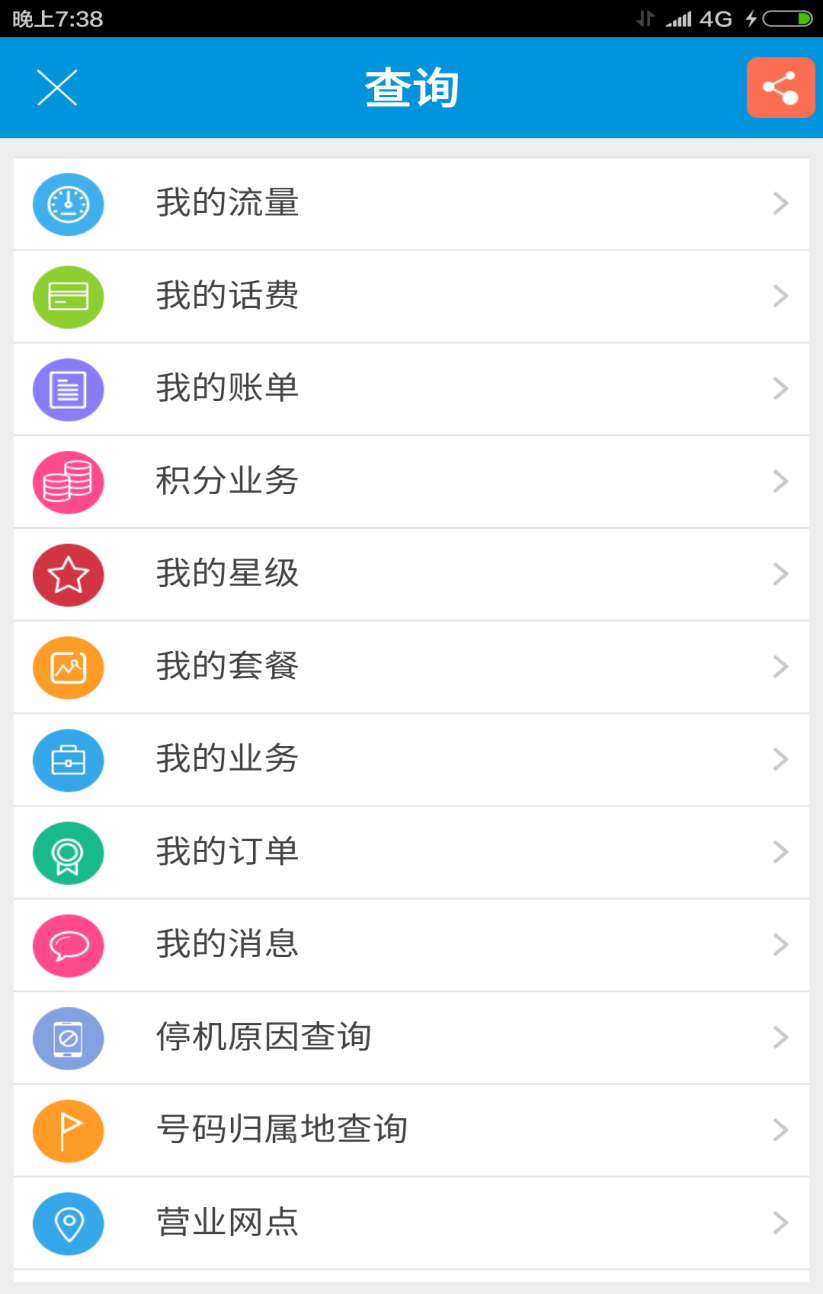 晚上7:38
4G
查询
我的流量
我的话费
我的账单
积分业务
我的星级
我的套餐
我的业务
我的订单
我的消息
停机原因查询
号码归属地查询
营业网点